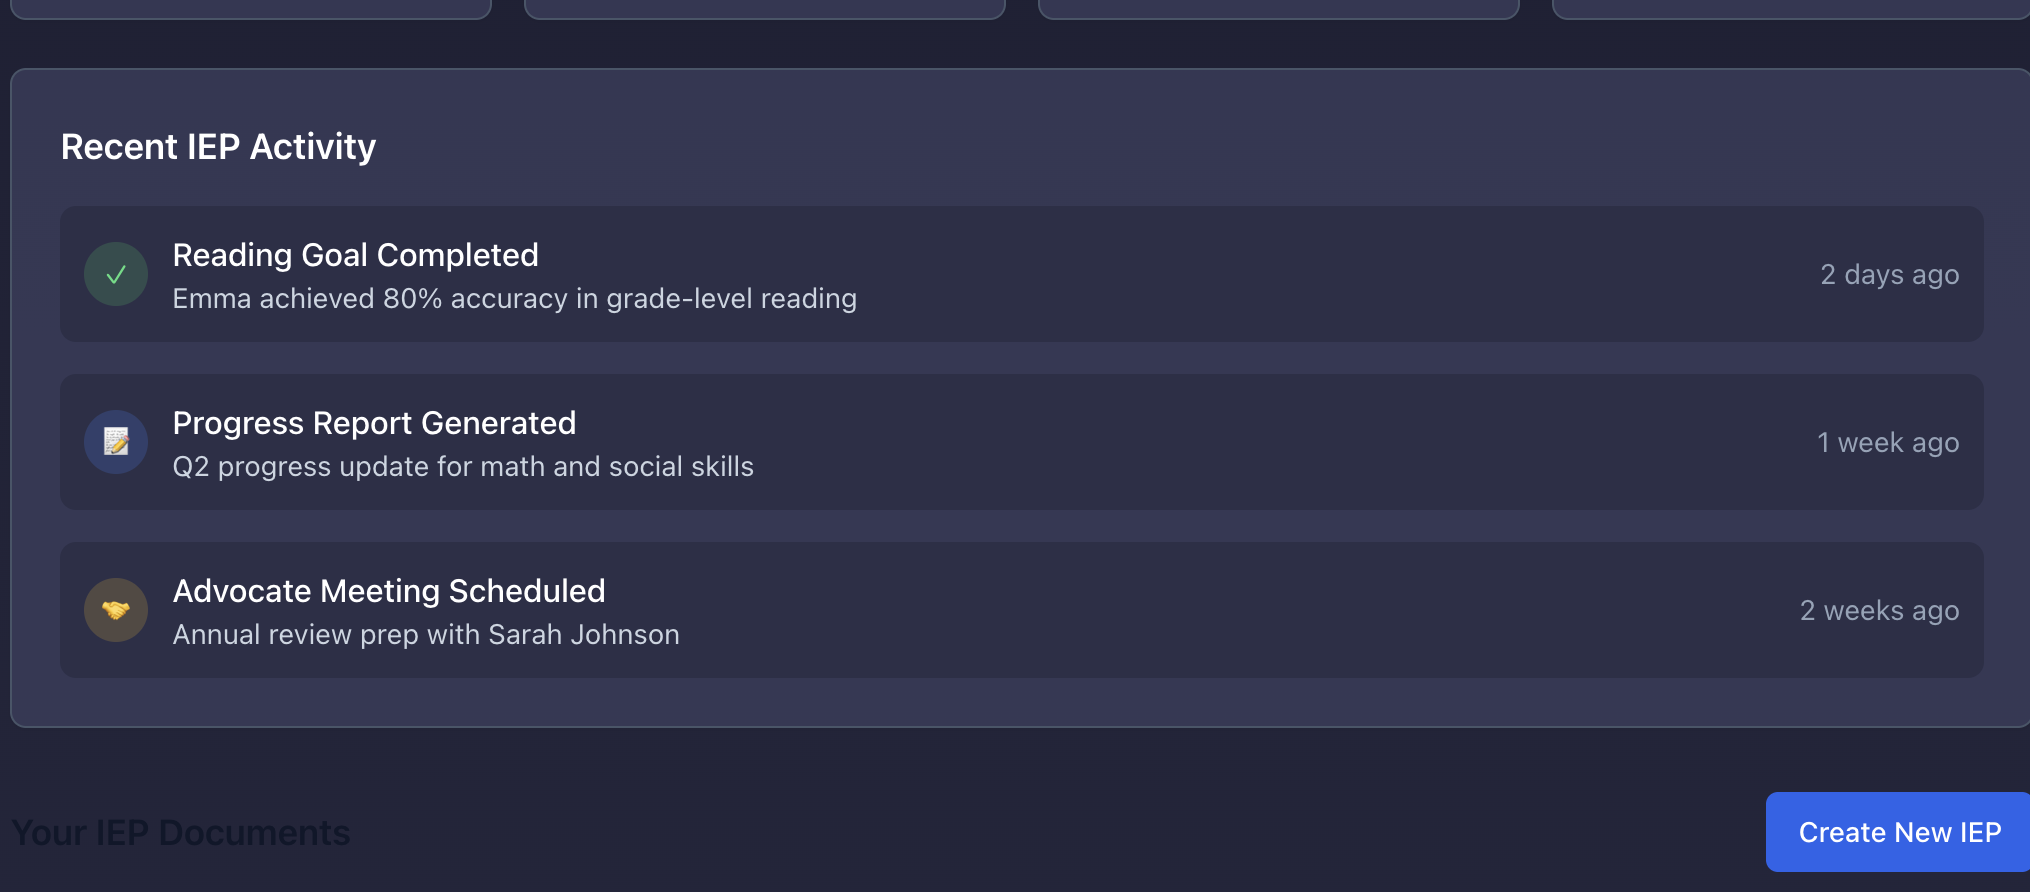 Recent IEP Activity
Reading Goal Completed
Emma achieved 80% accuracy in grade-level reading
2 days ago
Progress Report Generated
Q2 progress update for math and social skills
1 week ago
Advocate Meeting Scheduled
Annual review prep with Sarah Johnson
2 weeks ago
Your IEP Documents
Create New IEP